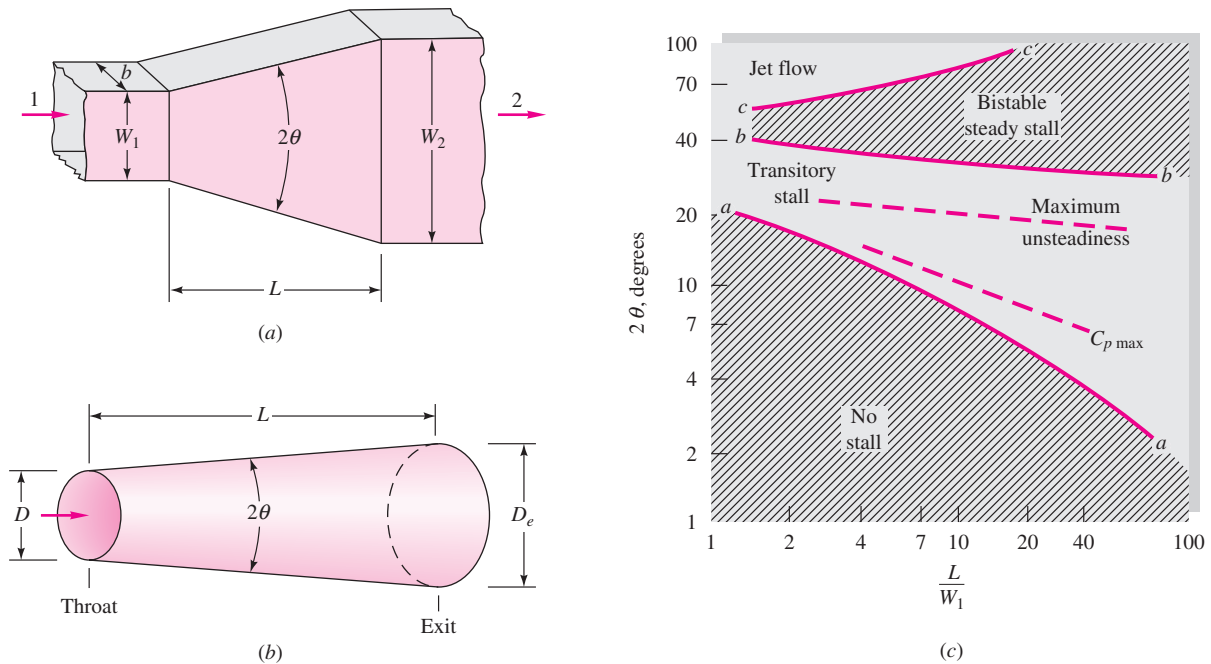 b
1
W1
2θ
W2
2
L
(a)
L
D
2θ
De
Throat
Exit
(b)
100
70
40
20
10
7
4
2
1
2 θ, degrees
Jet flow
c
c
Bistable
steady stall
b
b
Transitory
stall
Maximum
unsteadiness
a
Cp max
No
stall
a
1
2
4
7
10
20
40
100
L
W1
(c)